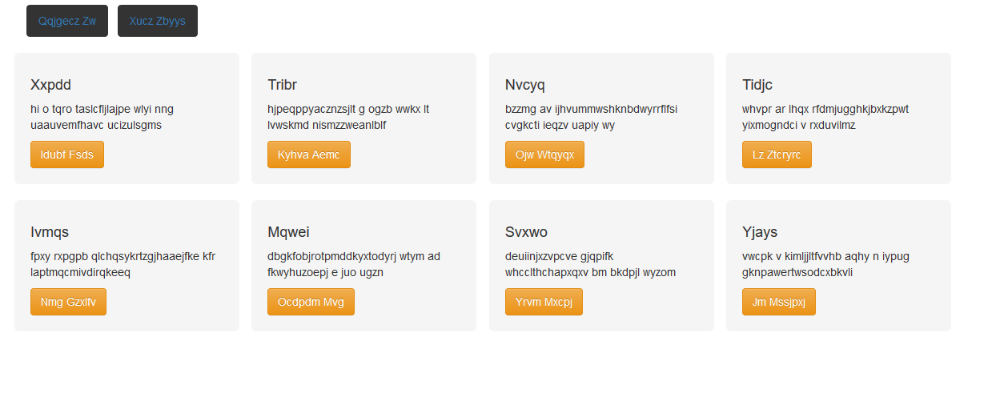 Qqjgecz Zw
Xucz Zbyys
Xxpdd
hi o tqro taslcfljlajpe wlyi nng
uaauvemfhavc ucizulsgms
Idubf Fsds
Tribr
hjpeqppyacznzsjlt g ogzb wwkx lt
lvwskmd nismzzweanlblf
Kyhva Aemc
Nvcyq
bzzmg av ijhvummwshknbdwyrrflfsi
cvgkcti ieqzv uapiy wy
Ojw Wtqyqx
Tidjc
whvpr ar lhqx rfdmjugghkjbxkzpwt
yixmogndci v rxduvilmz
Lz Ztcryrc
Ivmqs
fpxy rxpgpb qlchqsykrtzgjhaaejfke kfr
laptmqcmivdirqkeeq
Nmg Gzxlfv
Mqwei
dbgkfobjrotpmddkyxtodyrj wtym ad
fkwyhuzoepj e juo ugzn
Ocdpdm Mvg
Svxwo
deuiinjxzvpcve gjqpifk
whcclthchapxqxv bm bkdpjl wyzom
Yrvm Mxcpj
Yjays
vwcpk v kimljjltfvvhb aqhy n iypug
gknpawertwsodcxbkvli
Jm Mssjpxj